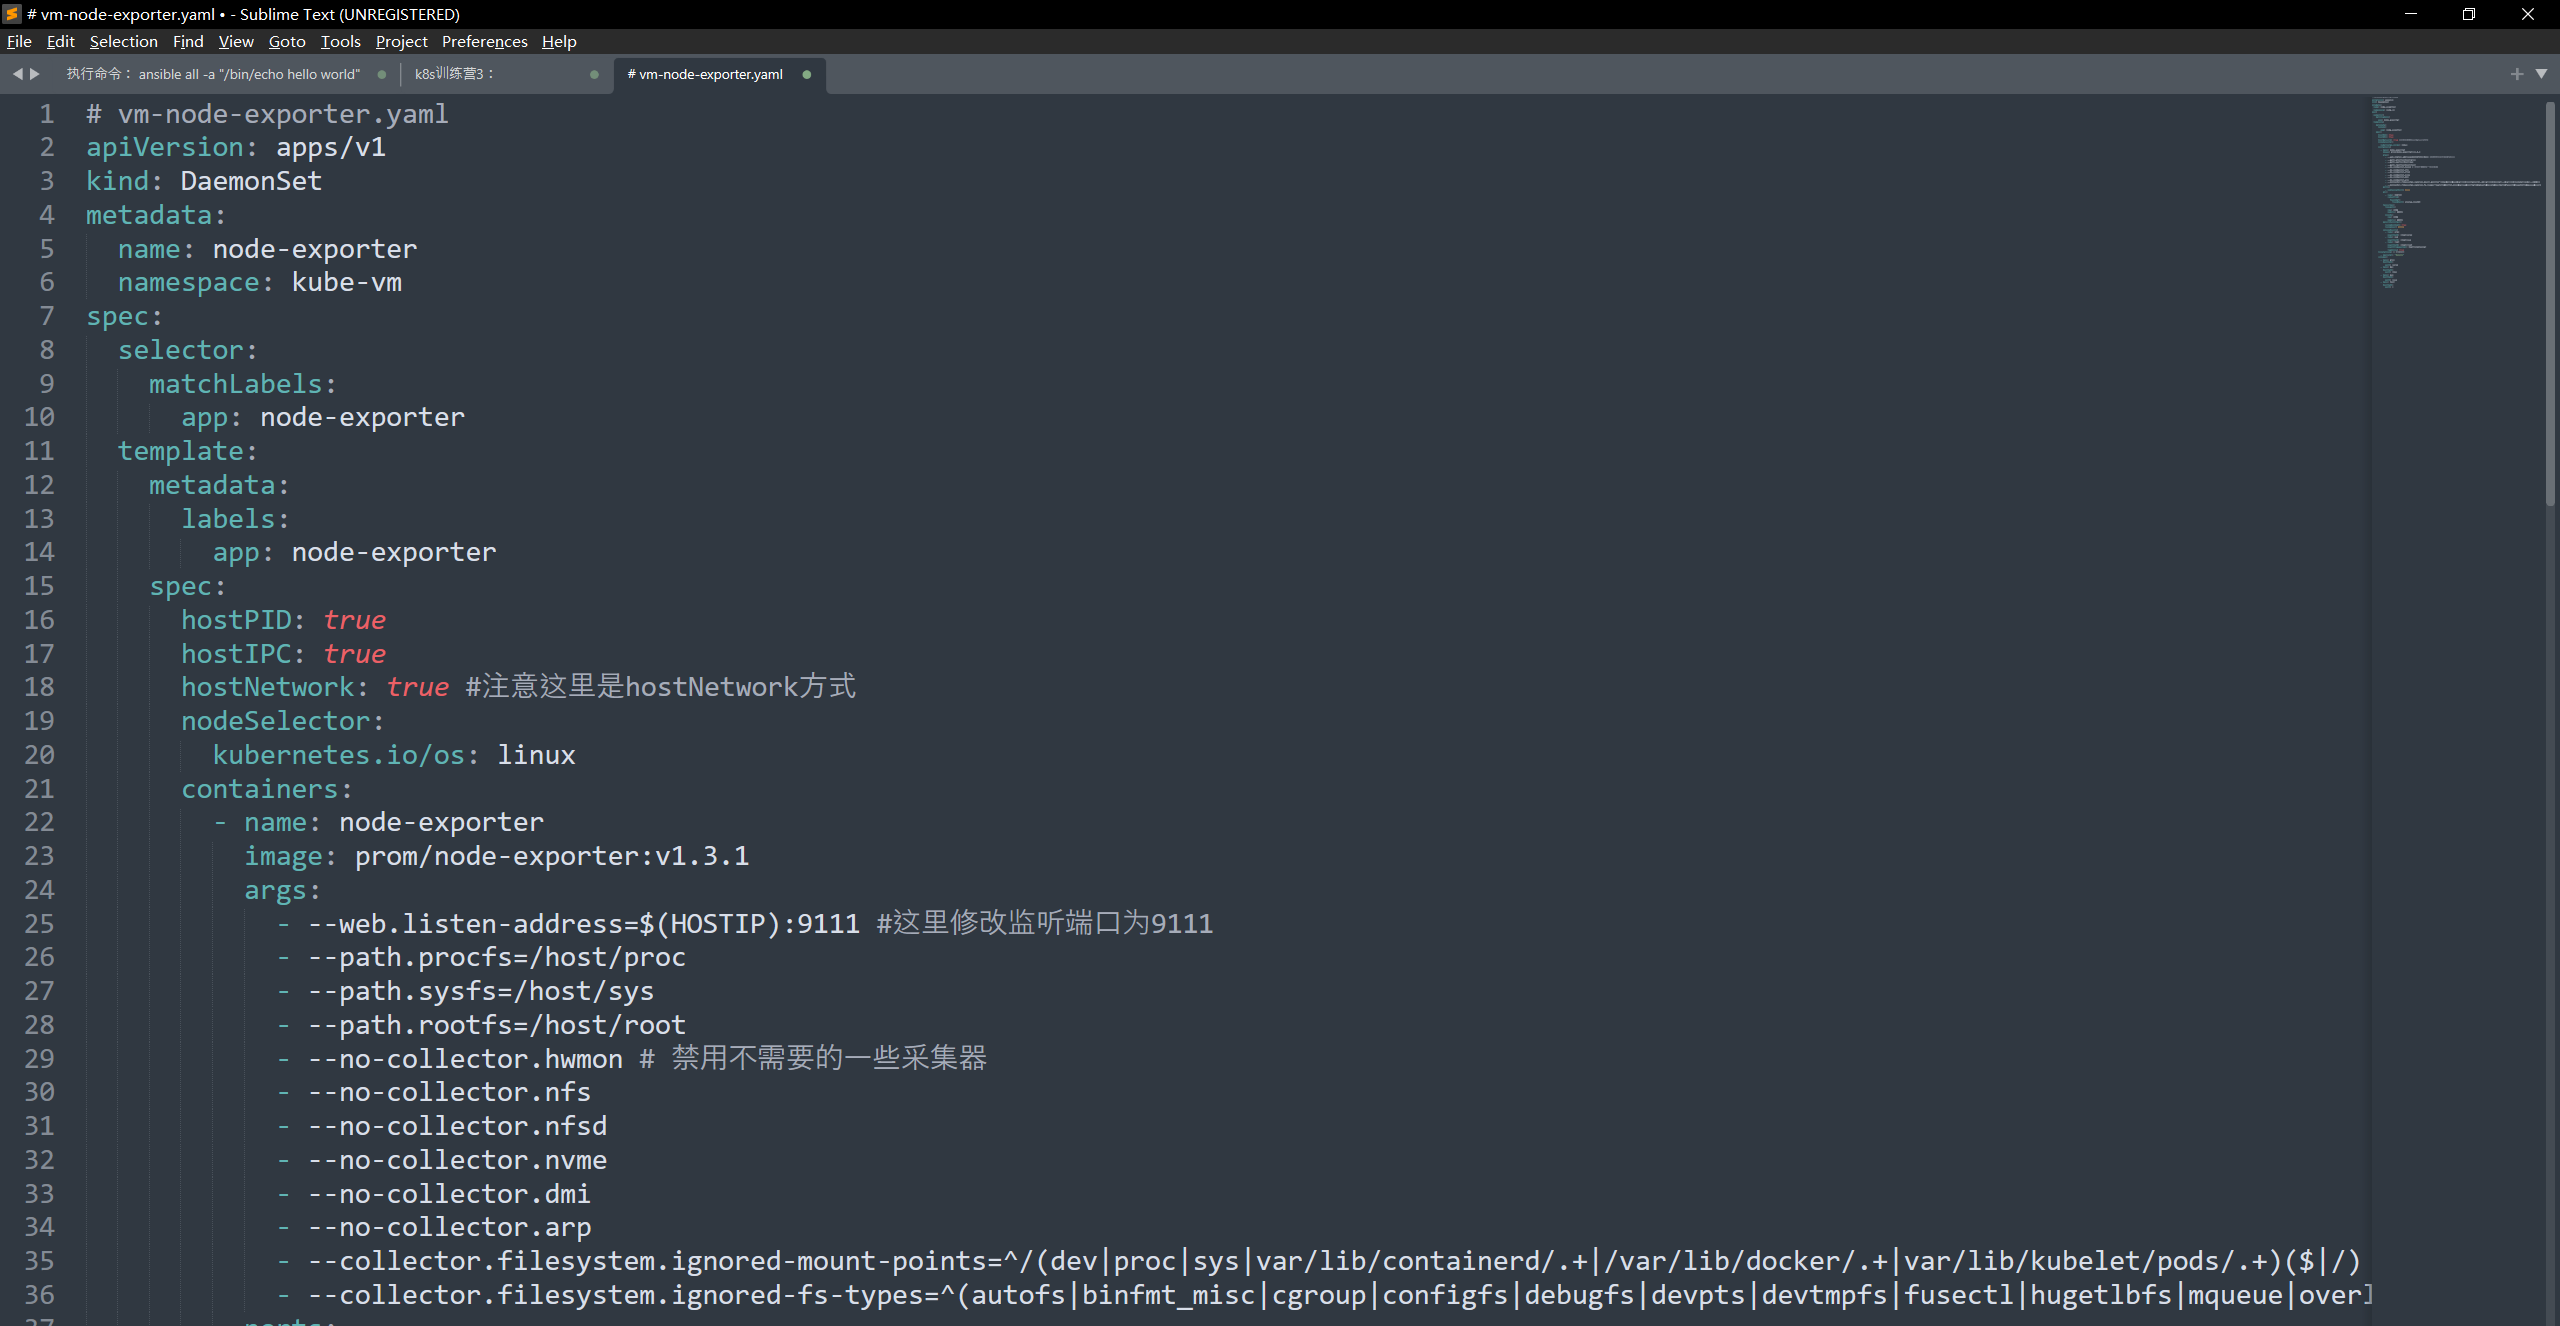 # vm-node-exporter.yaml • - Sublime Text (UNREGISTERED)
File Edit Selection Find View Goto Tools Project Preferences Help
执行命令： ansible all -a "/bin/echo hello world" k8s训练营3： # vm-node-exporter.yaml
1 # vm-node-exporter.yaml
2 apiVersion: apps/v1
3 kind: DaemonSet
4 metadata:
5 name: node-exporter
6 namespace: kube-vm
7 spec:
8 selector:
9 matchLabels:
10 app: node-exporter
11 template:
12 metadata:
13 labels:
14 app: node-exporter
15 spec:
16 hostPID: true
17 hostIPC: true
18 hostNetwork: true #注意这里是hostNetwork方式
19 nodeSelector:
20 kubernetes.io/os: linux
21 containers:
22 - name: node-exporter
23 image: prom/node-exporter:v1.3.1
24 args:
25 - --web.listen-address=$(HOSTIP):9111 #这里修改监听端口为9111
26 - --path.procfs=/host/proc
27 - --path.sysfs=/host/sys
28 - --path.rootfs=/host/root
29 - --no-collector.hwmon # 禁用不需要的一些采集器
30 - --no-collector.nfs
31 - --no-collector.nfsd
32 - --no-collector.nvme
33 - --no-collector.dmi
34 - --no-collector.arp
35 - --collector.filesystem.ignored-mount-points=^/(dev|proc|sys|var/lib/containerd/.+|/var/lib/docker/.+|var/lib/kubelet/pods/.+)($|/)
36 - --collector.filesystem.ignored-fs-types=^(autofs|binfmt_misc|cgroup|configfs|debugfs|devpts|devtmpfs|fusectl|hugetlbfs|mqueue|overl
37 ports: